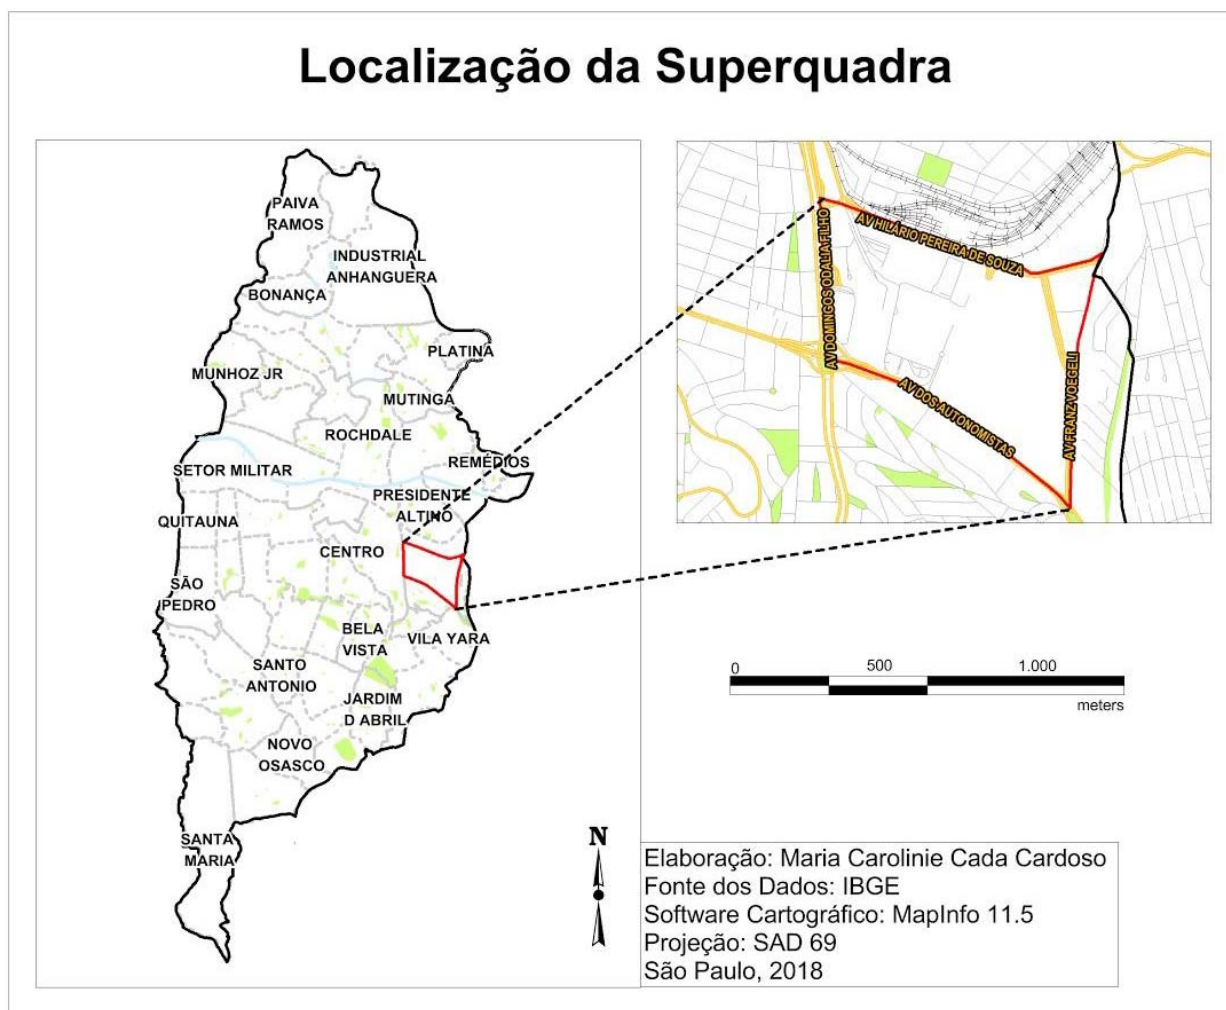 Localização da Superquadra
PAIVA
RAMOS
INDUSTRIAL
ANHANGUERA
BONANÇA
PLATINA
MUNHOZ JR
MUTINGA
ROCHDALE
SETOR MILITAR
REMÉDIOS
PRESIDENTE
ALTINO
QUITAUNA
CENTRO
SÃO
PEDRO
BELA
VISTA
VILA YARA
SANTO
ANTONIO
JARDIM
D ABRIL
NOVO
OSASCO
SANTA
MARIA
N
AV HILÁRIO PEREIRA DE SOUZA
AV DOMINGOS ODALIA FILHO
AV DOS AUTONOMISTAS
AV FRANZ VOEGELI
0 500 1.000
meters
Elaboração: Maria Carolinie Cada Cardoso
Fonte dos Dados: IBGE
Software Cartográfico: MapInfo 11.5
Projeção: SAD 69
São Paulo, 2018